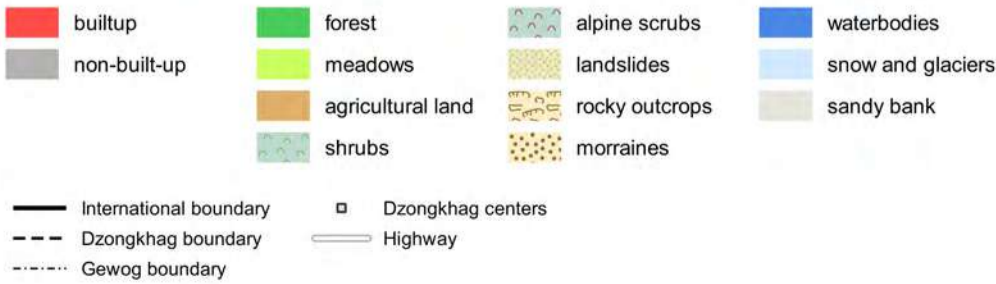 builtup
forest
alpine scrubs
waterbodies
non-built-up
meadows
landslides
snow and glaciers
agricultural land
rocky outcrops
sandy bank
shrubs
morraines
International boundary
Dzongkhag centers
Dzongkhag boundary
Highway
Gewog boundary